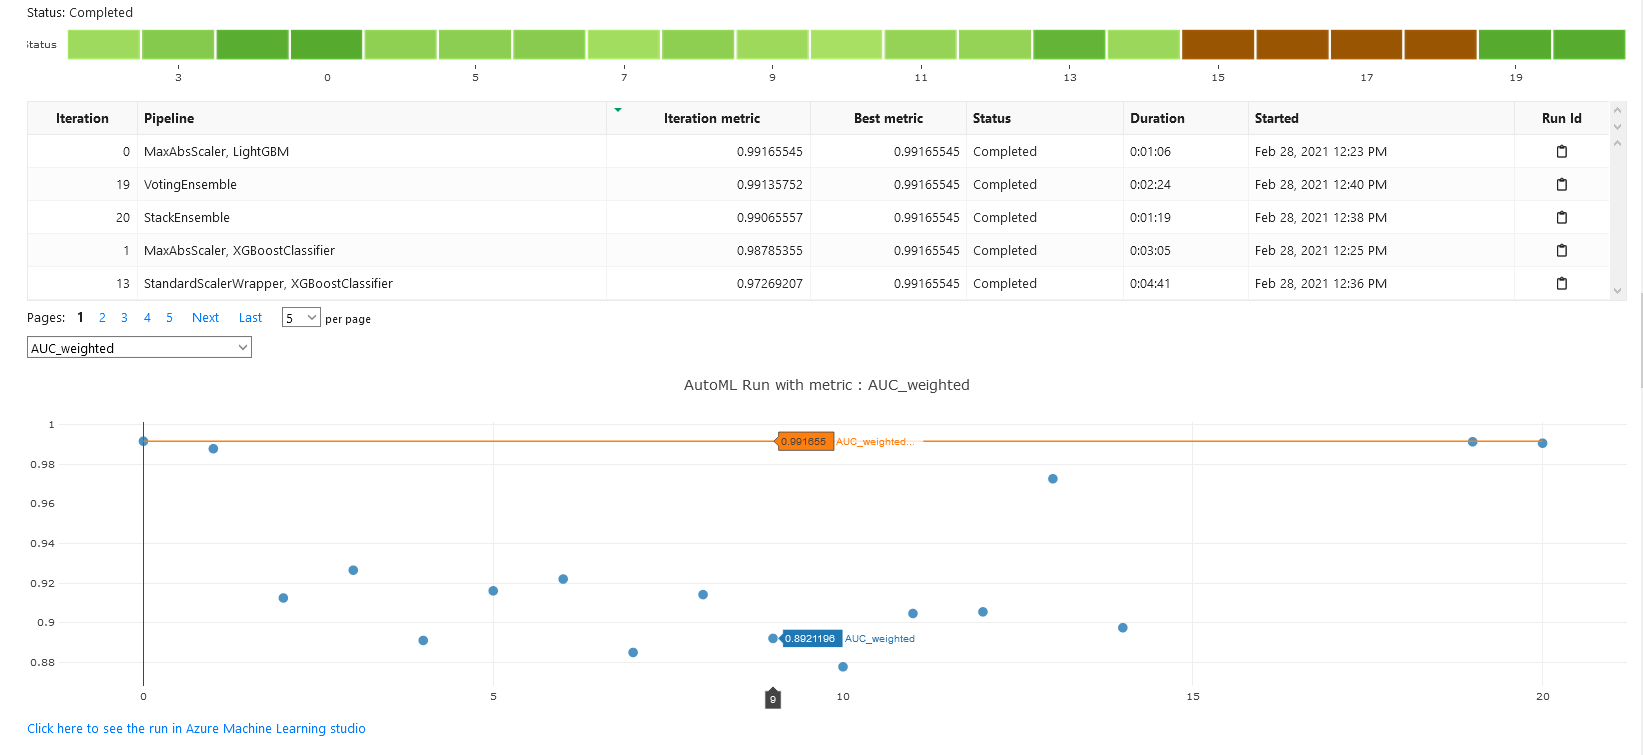 Status: Completed
Status
3 0 5 7 9 11 13 15 17 19
Iteration Pipeline Iteration metric Best metric Status Duration Started Run Id
0 MaxAbsScaler, LightGBM 0.99165545 0.99165545 Completed 0:01:06 Feb 28, 2021 12:23 PM
19 VotingEnsemble 0.99135752 0.99165545 Completed 0:02:24 Feb 28, 2021 12:40 PM
20 StackEnsemble 0.99065557 0.99165545 Completed 0:01:19 Feb 28, 2021 12:38 PM
1 MaxAbsScaler, XGBoostClassifier 0.98785355 0.99165545 Completed 0:03:05 Feb 28, 2021 12:25 PM
13 StandardScalerWrapper, XGBoostClassifier 0.97269207 0.99165545 Completed 0:04:41 Feb 28, 2021 12:36 PM
Pages: 1 2 3 4 5 Next Last 5 per page
AUC_weighted
AutoML Run with metric : AUC_weighted
1
0.991655 AUC_weighted...
0.98
0.96
0.94
0.92
0.9
0.8921196 AUC_weighted
0.88
0 5 9 10 15 20
Click here to see the run in Azure Machine Learning studio